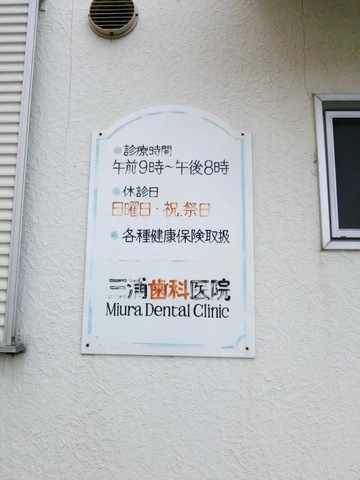 診療時間
午前9時~午後8時
休診日
日曜日・祝.祭日
各種健康保険取扱
三浦歯科医院
Miura Dental Clinic